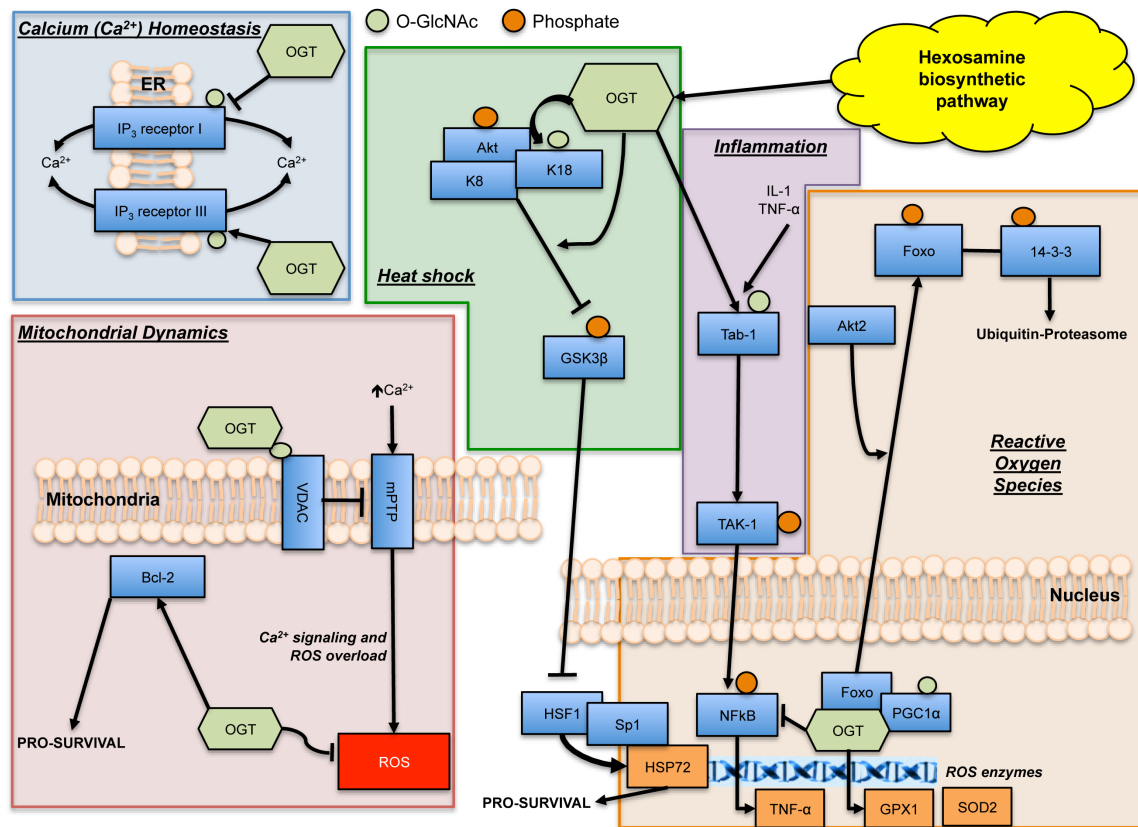 O-GlcNAc
Phosphate
Calcium (Ca²⁺) Homeostasis
OGT
ER
IP₃ receptor I
Ca²⁺
Ca²⁺
IP₃ receptor III
OGT
OGT
Akt
K8
K18
Heat shock
GSK3β
Hexosamine
biosynthetic
pathway
Inflammation
IL-1
TNF-α
Tab-1
TAK-1
Foxo
14-3-3
Akt2
Ubiquitin-Proteasome
Reactive
Oxygen
Species
Mitochondrial Dynamics
↑Ca²⁺
OGT
Mitochondria
VDAC
mPTP
Bcl-2
Ca²⁺ signaling and
ROS overload
OGT
PRO-SURVIVAL
ROS
Nucleus
HSF1
Sp1
HSP72
PRO-SURVIVAL
NFkB
Foxo
PGC1α
OGT
ROS enzymes
TNF-α
GPX1
SOD2